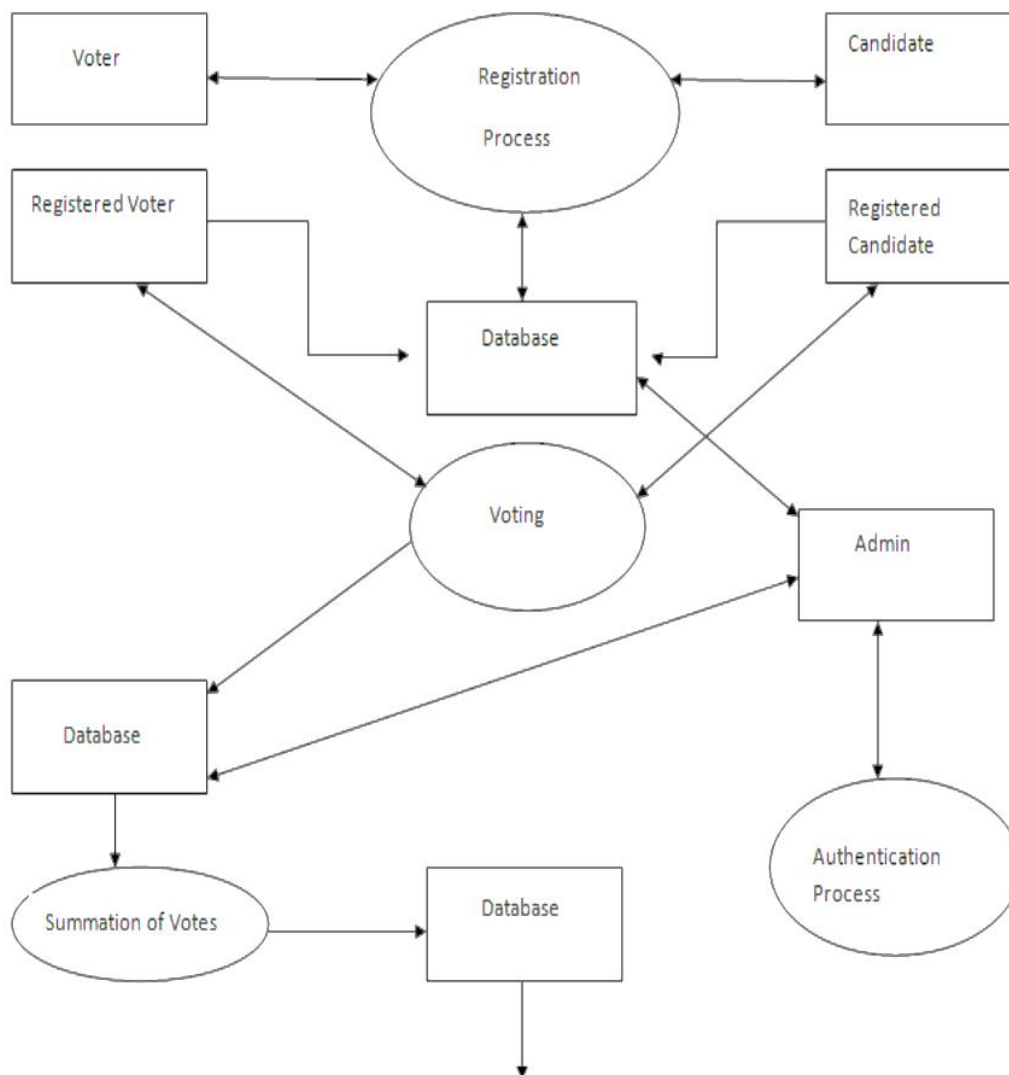 Voter
Registration
Process
Candidate
Registered Voter
Registered
Candidate
Database
Voting
Admin
Database
Authentication
Process
Summation of Votes
Database